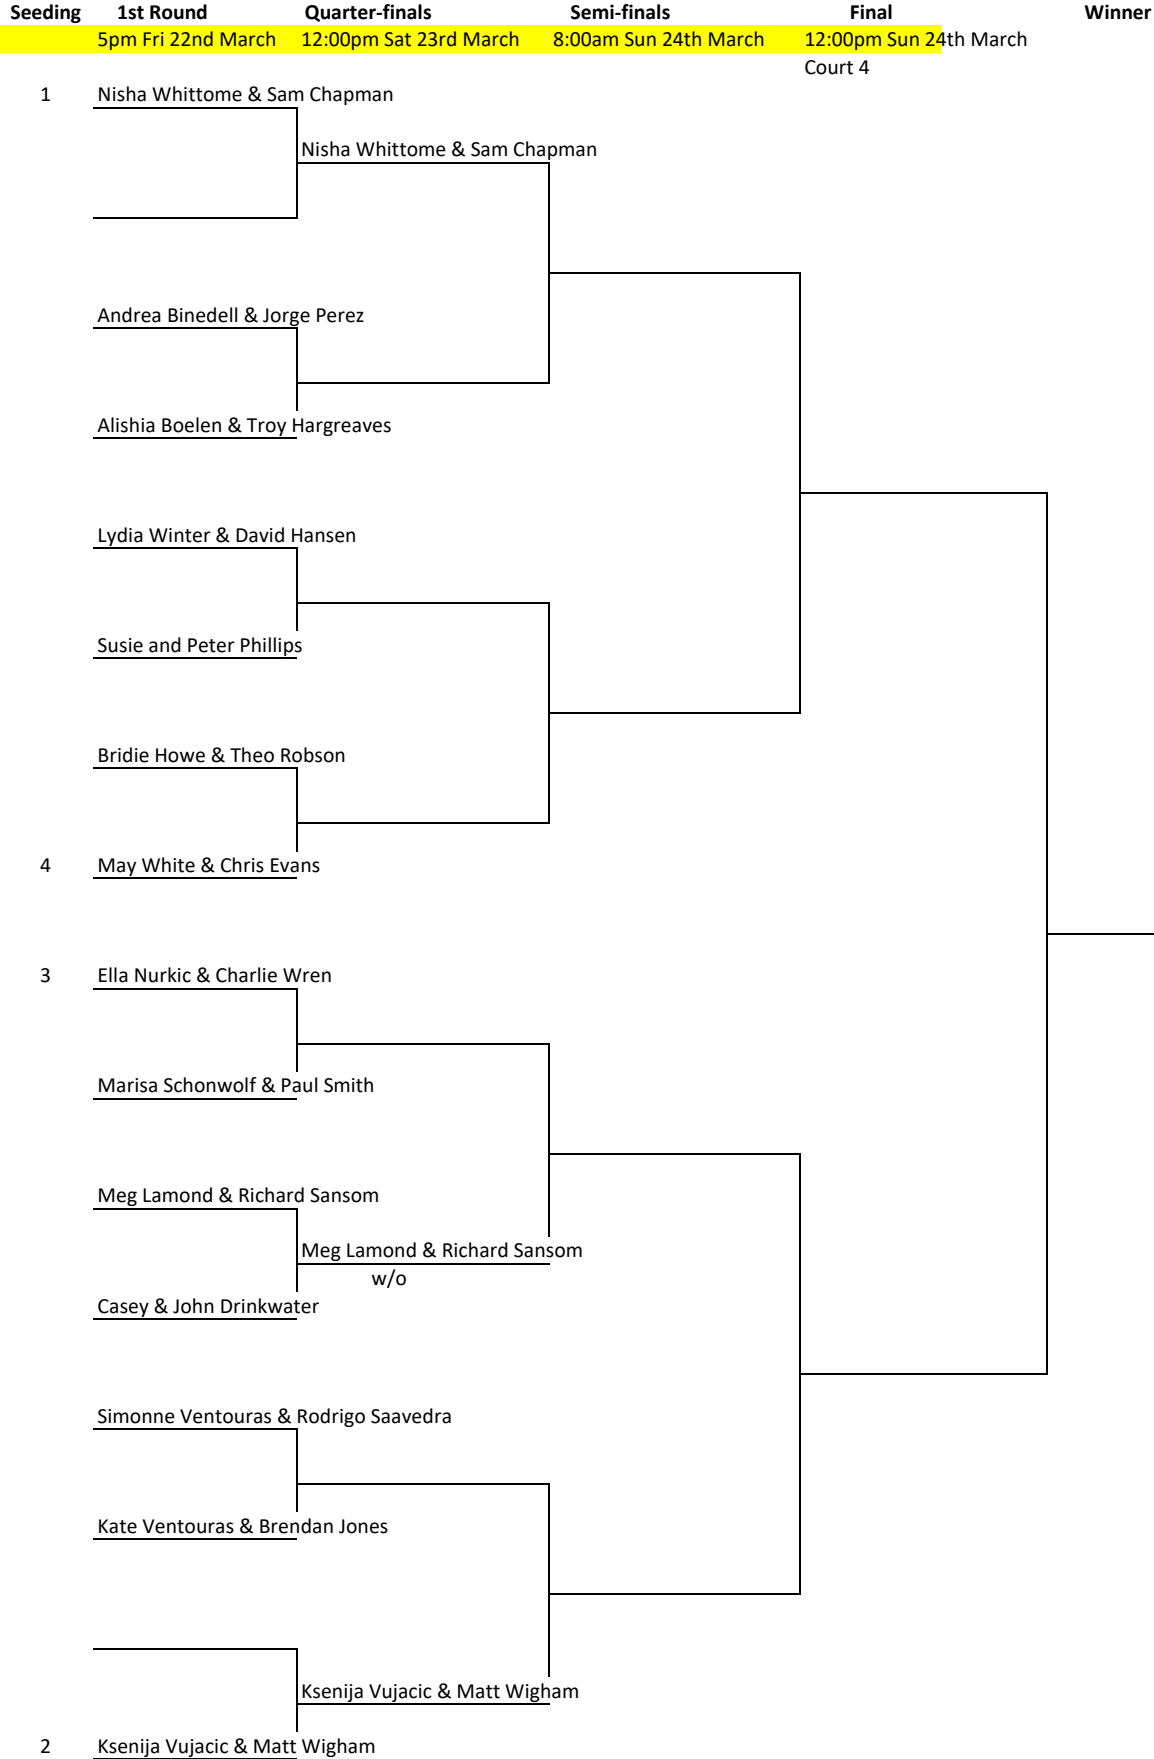 Seeding 1st Round Quarter-finals Semi-finals Final Winner
5pm Fri 22nd March 12:00pm Sat 23rd March 8:00am Sun 24th March 12:00pm Sun 24th March
Court 4
1 Nisha Whittome & Sam Chapman
Nisha Whittome & Sam Chapman
Andrea Binedell & Jorge Perez
Alishia Boelen & Troy Hargreaves
Lydia Winter & David Hansen
Susie and Peter Phillips
Bridie Howe & Theo Robson
4 May White & Chris Evans
3 Ella Nurkic & Charlie Wren
Marisa Schonwolf & Paul Smith
Meg Lamond & Richard Sansom
Meg Lamond & Richard Sansom
w/o
Casey & John Drinkwater
Simonne Ventouras & Rodrigo Saavedra
Kate Ventouras & Brendan Jones
Ksenija Vujacic & Matt Wigham
2 Ksenija Vujacic & Matt Wigham